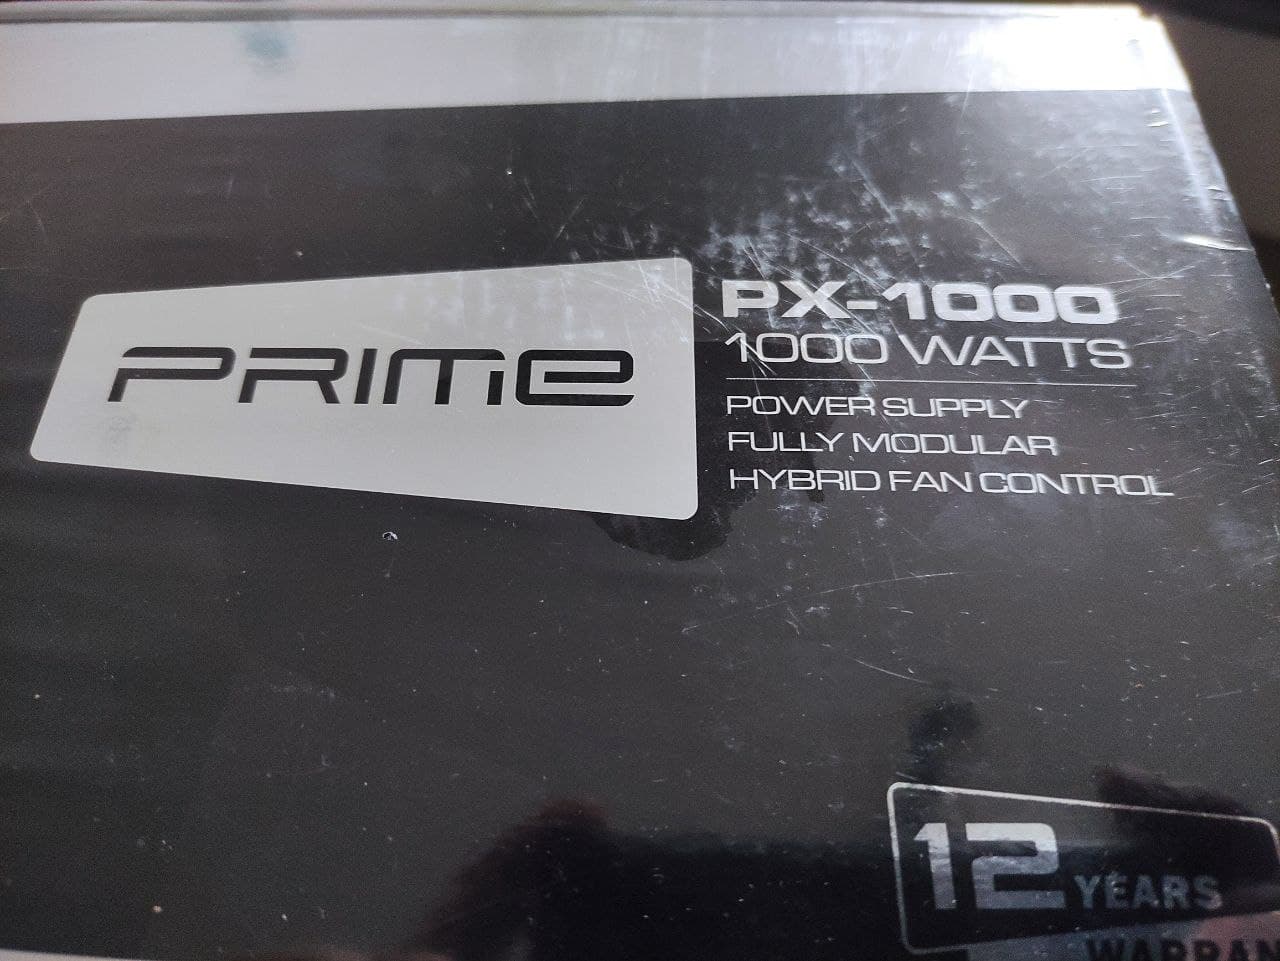 PRIME
PX-1000
1000 WATTS
POWER SUPPLY
FULLY MODULAR
HYBRID FAN CONTROL
12 YEARS